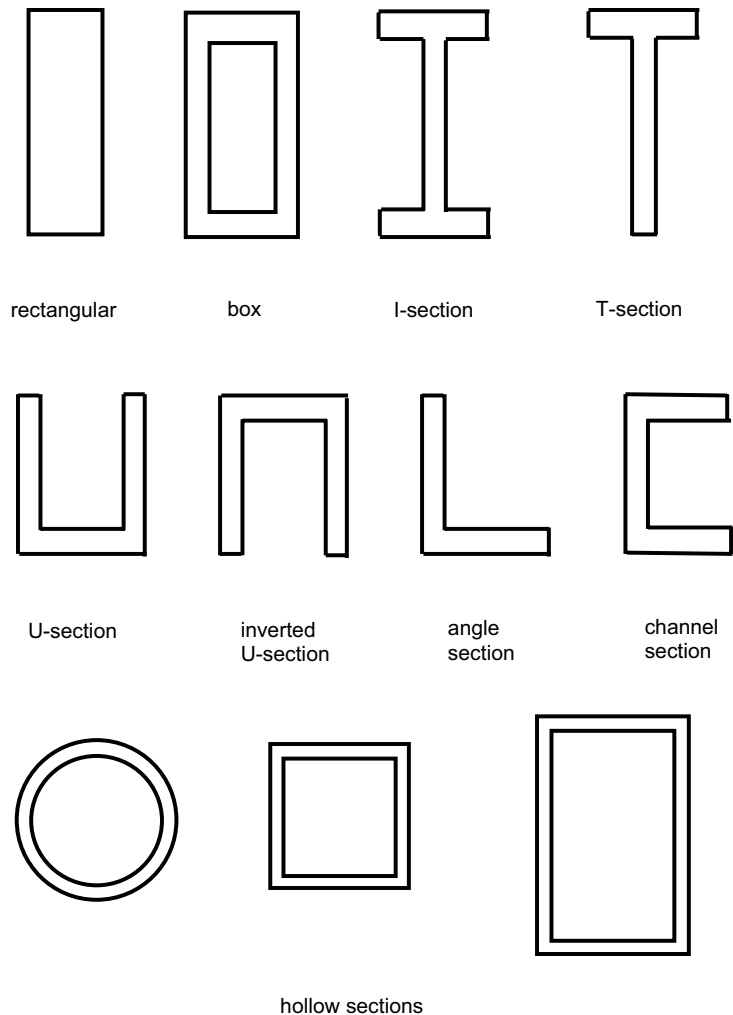 rectangular
box
I-section
T-section
U-section
inverted
U-section
angle
section
channel
section
hollow sections